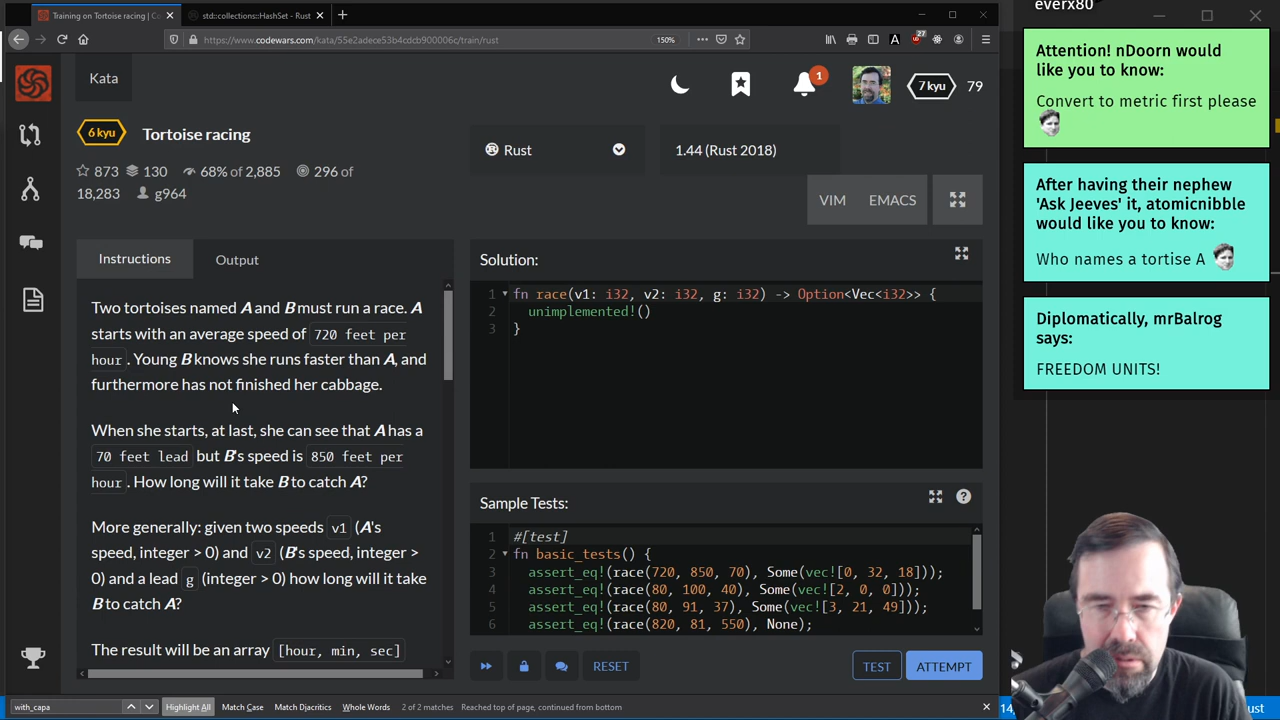 Training on Tortoise racing | Co
std::collections::HashSet - Rust
https://www.codewars.com/kata/55e2adece53b4cdcb900006c/train/rust
150%
27
Kata
1
7 kyu
79
6 kyu
Tortoise racing
873
130
68% of 2,885
296 of
18,283
g964
Rust
1.44 (Rust 2018)
VIM
EMACS
Instructions
Output
Two tortoises named A and B must run a race. A
starts with an average speed of 720 feet per
hour . Young B knows she runs faster than A, and
furthermore has not finished her cabbage.
When she starts, at last, she can see that A has a
70 feet lead but B's speed is 850 feet per
hour . How long will it take B to catch A?
More generally: given two speeds v1 (A's
speed, integer > 0) and v2 (B's speed, integer >
0) and a lead g (integer > 0) how long will it take
B to catch A?
The result will be an array [hour, min, sec]
Solution:
1 fn race(v1: i32, v2: i32, g: i32) -> Option<Vec<i32>> {
2 unimplemented!()
3 }
Sample Tests:
1 #[test]
2 fn basic_tests() {
3 assert_eq!(race(720, 850, 70), Some(vec![0, 32, 18]));
4 assert_eq!(race(80, 100, 40), Some(vec![2, 0, 0]));
5 assert_eq!(race(80, 91, 37), Some(vec![3, 21, 49]));
6 assert_eq!(race(820, 81, 550), None);
RESET
TEST
ATTEMPT
with_capa
Highlight All
Match Case
Match Diacritics
Whole Words
2 of 2 matches
Reached top of page, continued from bottom
everx80
Attention! nDoorn would
like you to know:
Convert to metric first please
After having their nephew
'Ask Jeeves' it, atomicnibble
would like you to know:
Who names a tortise A
Diplomatically, mrBalrog
says:
FREEDOM UNITS!
14,
ust